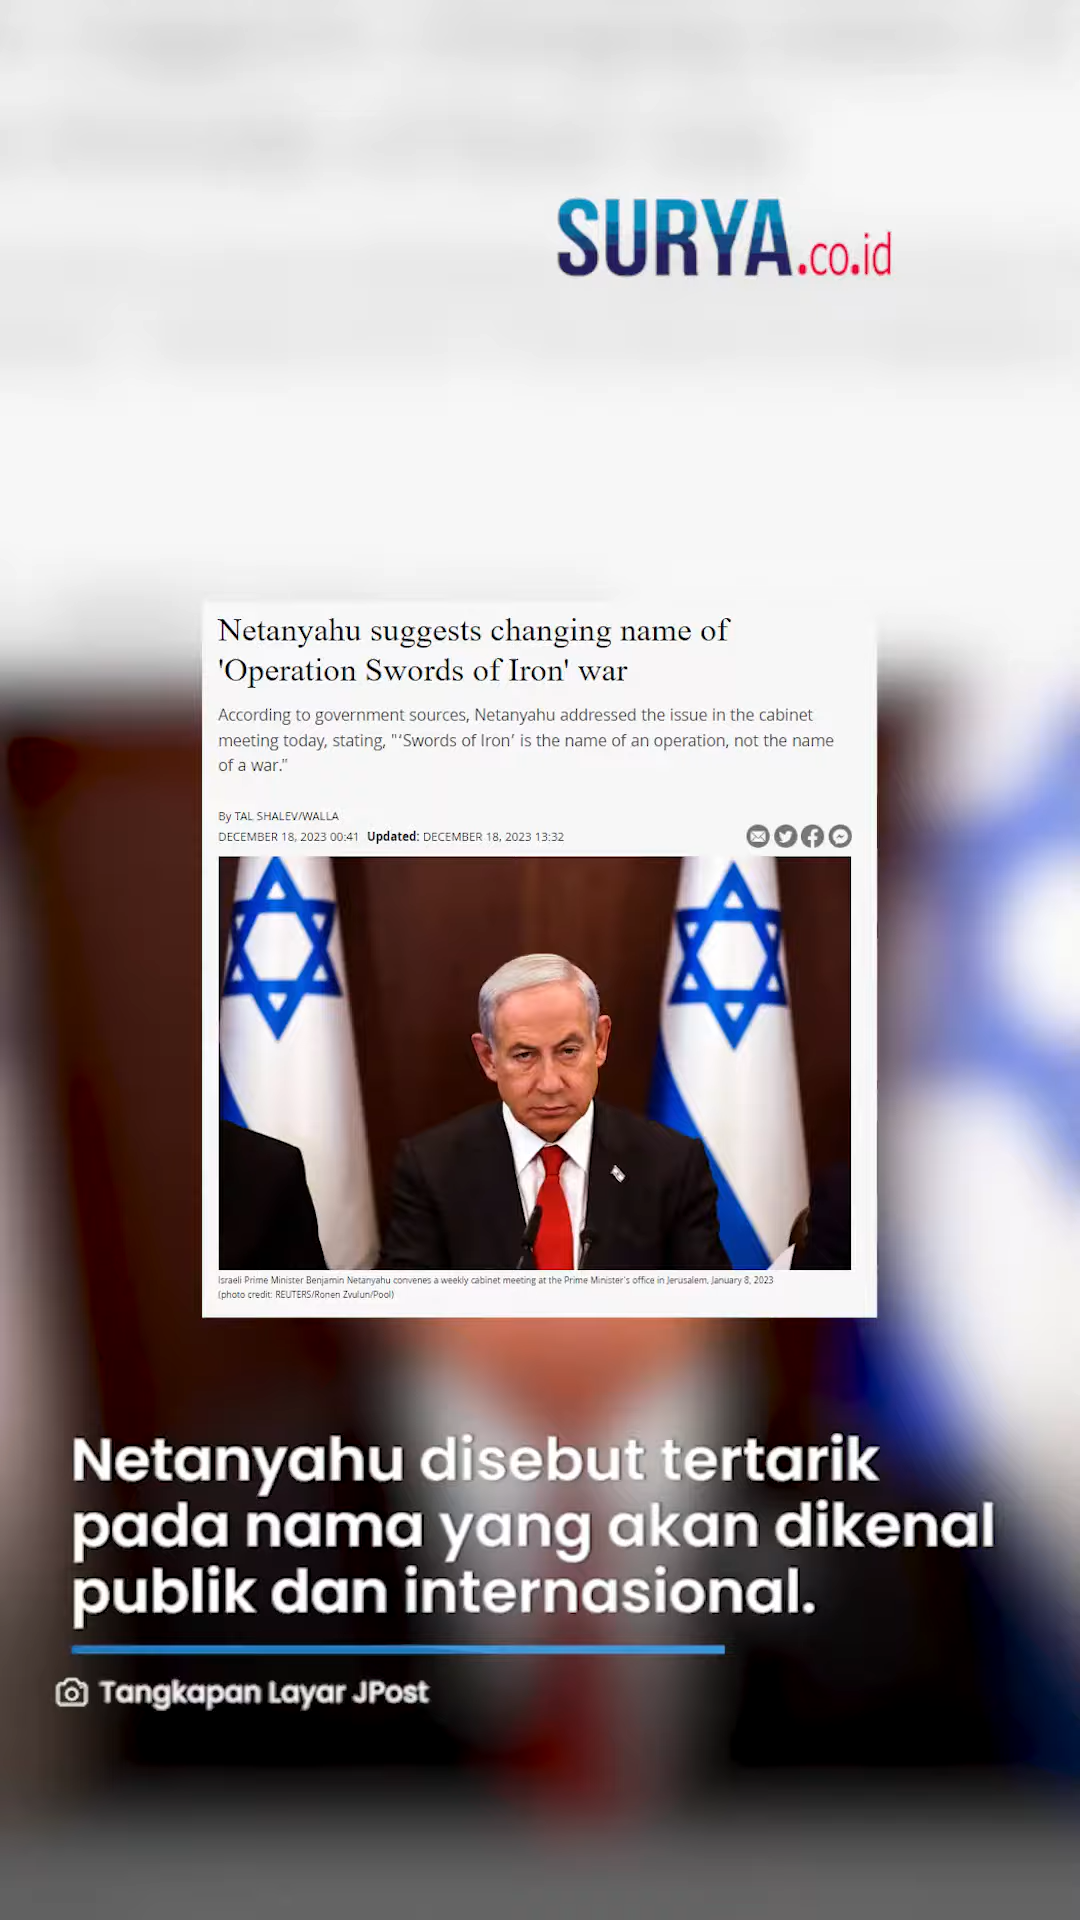 SURYA.co.id
Netanyahu suggests changing name of
'Operation Swords of Iron' war
According to government sources, Netanyahu addressed the issue in the cabinet
meeting today, stating, "‘Swords of Iron’ is the name of an operation, not the name
of a war."
By TAL SHALEV/WALLA
DECEMBER 18, 2023 00:41 Updated: DECEMBER 18, 2023 13:32
Israeli Prime Minister Benjamin Netanyahu convenes a weekly cabinet meeting at the Prime Minister's office in Jerusalem, January 8, 2023
(photo credit: REUTERS/Ronen Zvulun/Pool)
Netanyahu disebut tertarik
pada nama yang akan dikenal
publik dan internasional.
Tangkapan Layar JPost